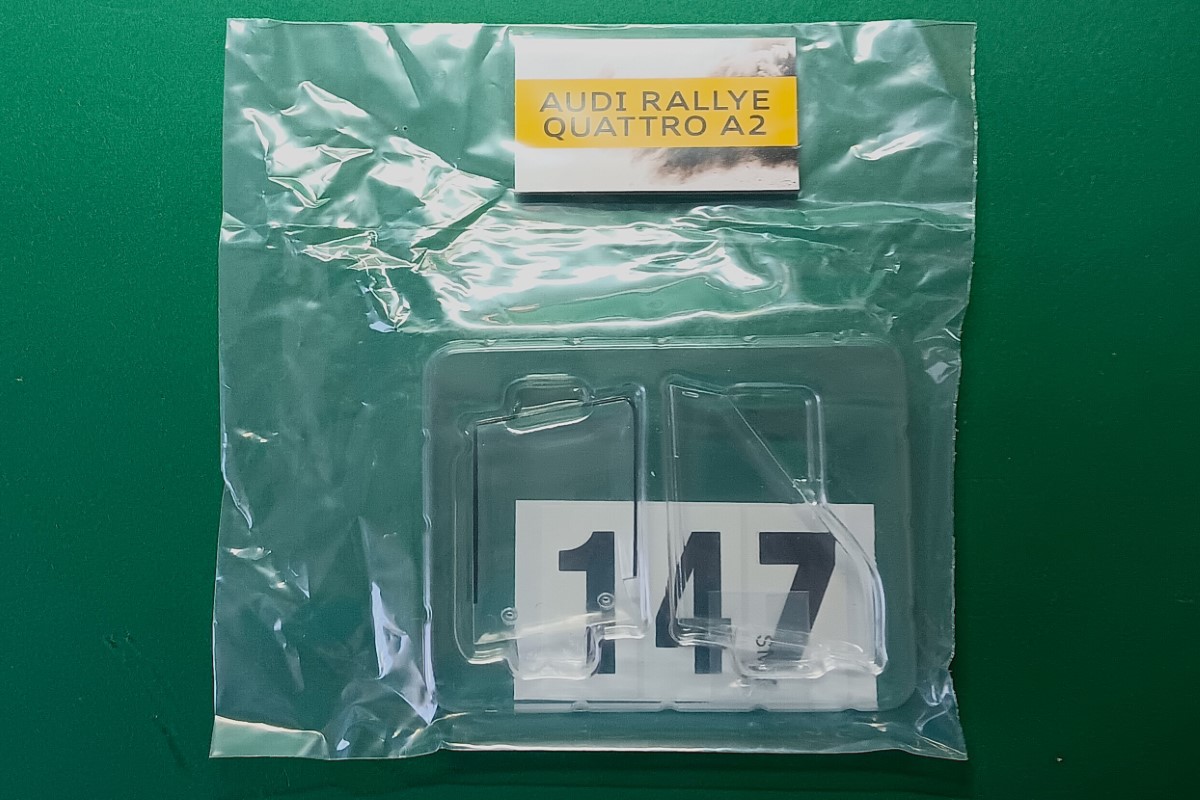 AUDI RALLYE
QUATTRO A2
147